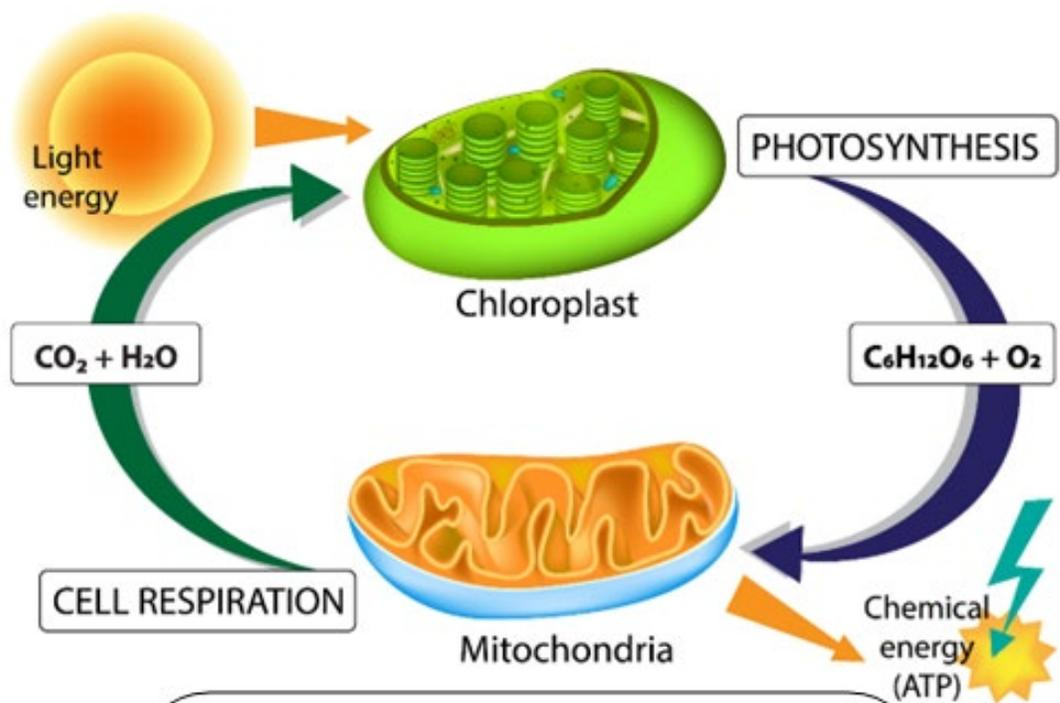 Light
energy
PHOTOSYNTHESIS
Chloroplast
CO₂ + H₂O
C₆H₁₂O₆ + O₂
CELL RESPIRATION
Mitochondria
Chemical
energy
(ATP)